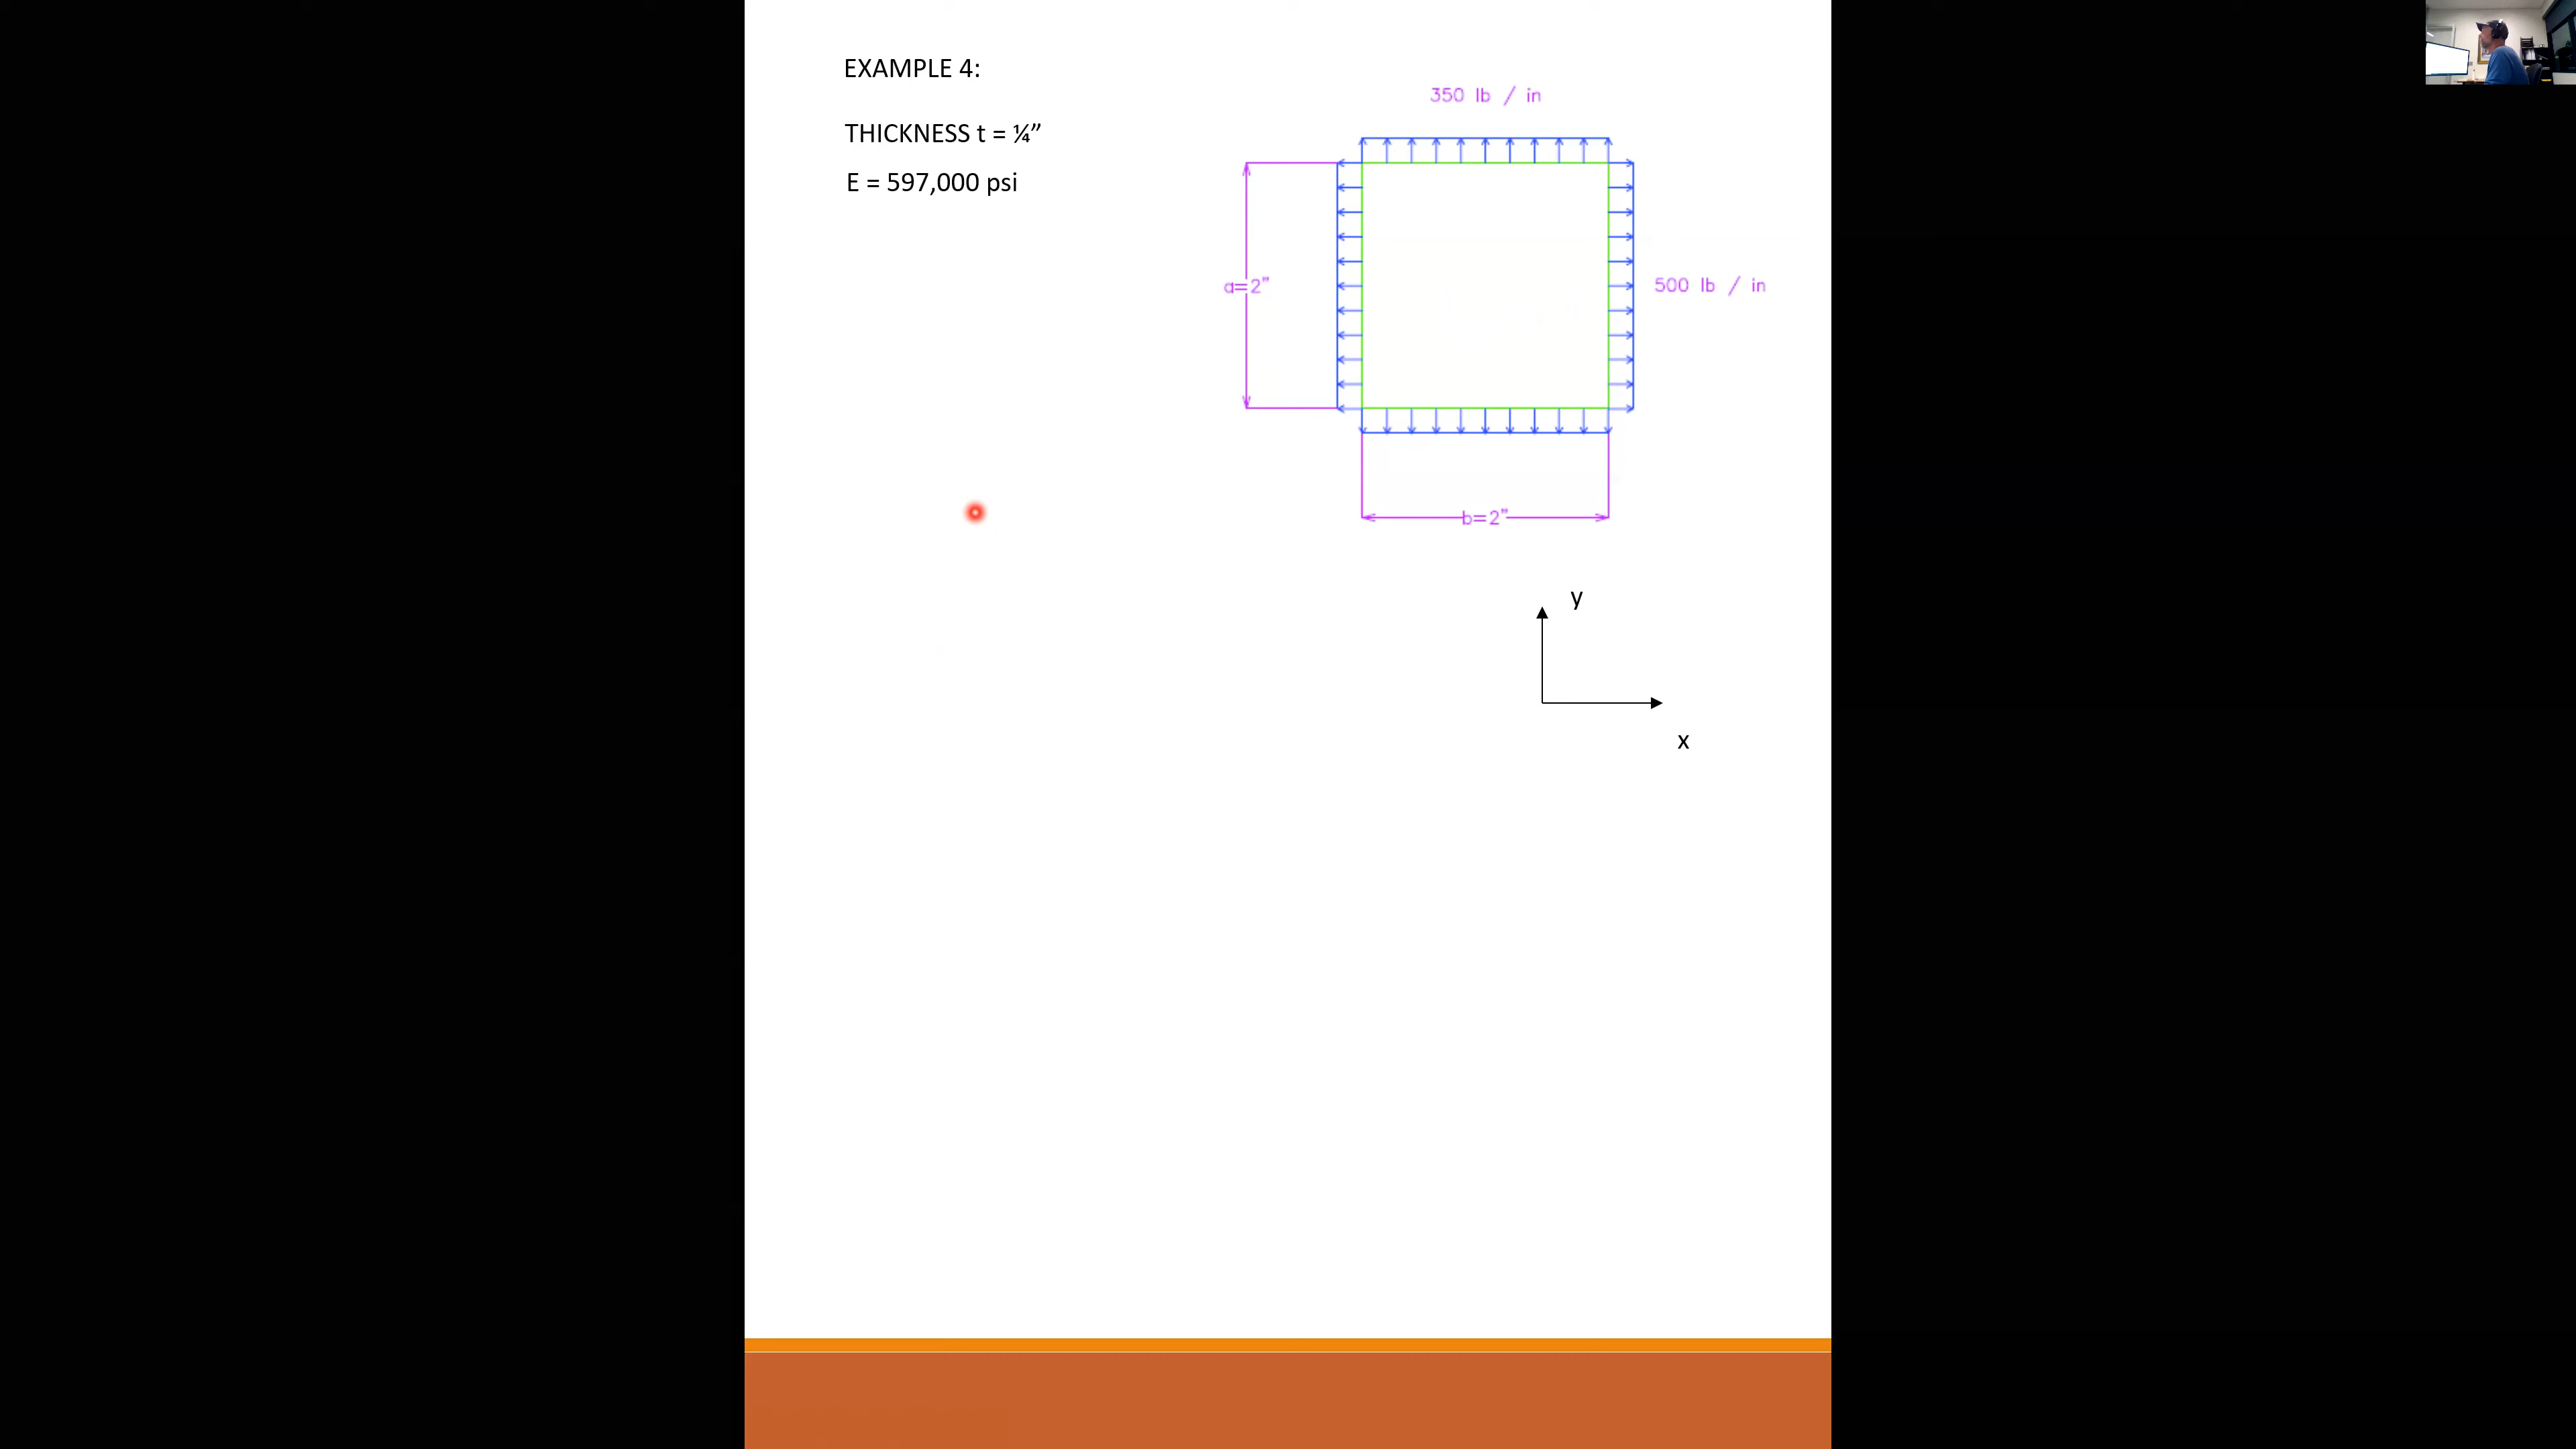 EXAMPLE 4:
350 lb / in
THICKNESS t = ¼”
E = 597,000 psi
a=2"
500 lb / in
b=2"
y
x